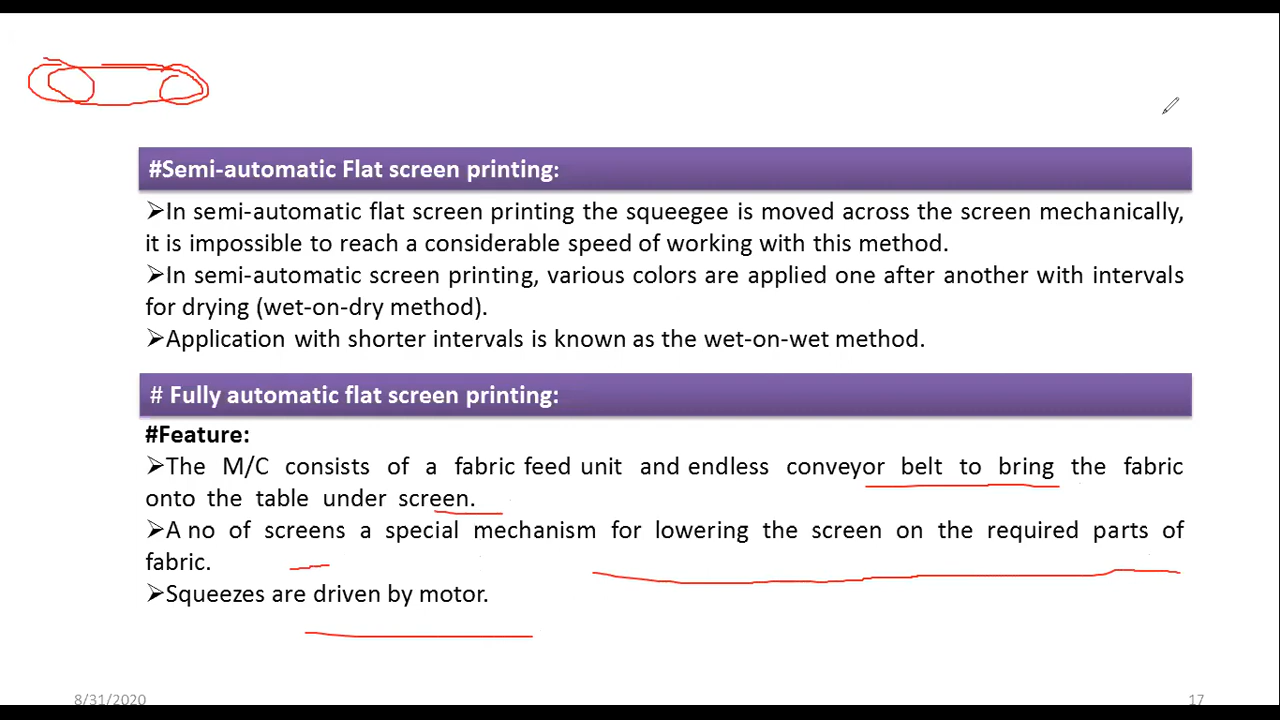 #Semi-automatic Flat screen printing:
➢In semi-automatic flat screen printing the squeegee is moved across the screen mechanically,
it is impossible to reach a considerable speed of working with this method.
➢In semi-automatic screen printing, various colors are applied one after another with intervals
for drying (wet-on-dry method).
➢Application with shorter intervals is known as the wet-on-wet method.
# Fully automatic flat screen printing:
#Feature:
➢The M/C consists of a fabric feed unit and endless conveyor belt to bring the fabric
onto the table under screen.
➢A no of screens a special mechanism for lowering the screen on the required parts of
fabric.
➢Squeezes are driven by motor.
8/31/2020
17